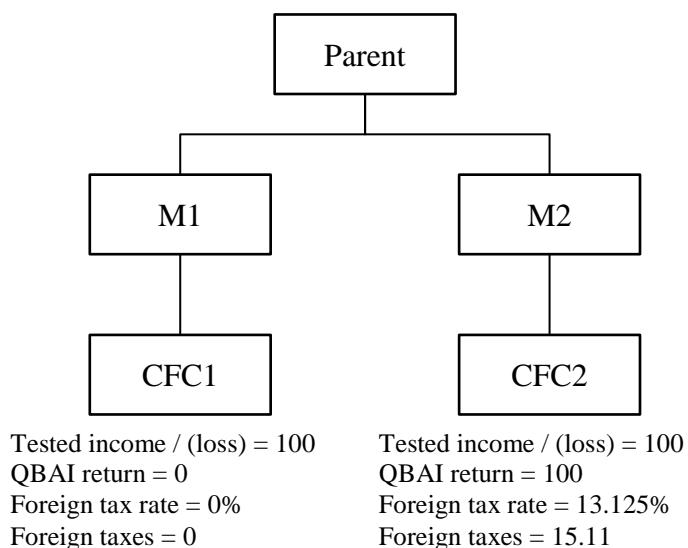 Parent
M1
M2
CFC1
CFC2
Tested income / (loss) = 100
QBAI return = 0
Foreign tax rate = 0%
Foreign taxes = 0
Tested income / (loss) = 100
QBAI return = 100
Foreign tax rate = 13.125%
Foreign taxes = 15.11